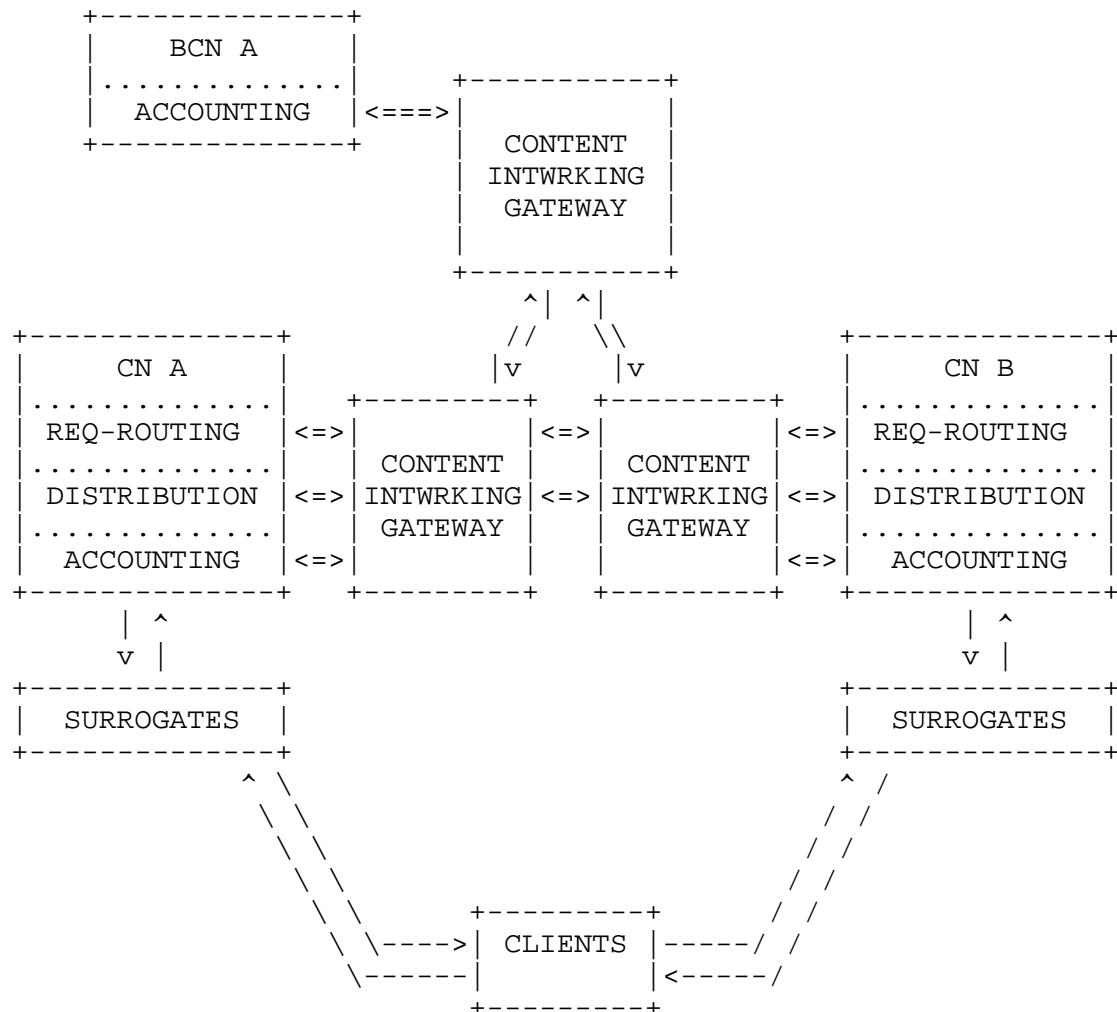 BCN A
ACCOUNTING
CONTENT
INTWRKING
GATEWAY
CN A
CN B
REQ-ROUTING
REQ-ROUTING
CONTENT
CONTENT
DISTRIBUTION
INTWRKING
INTWRKING
DISTRIBUTION
GATEWAY
GATEWAY
ACCOUNTING
ACCOUNTING
SURROGATES
SURROGATES
CLIENTS